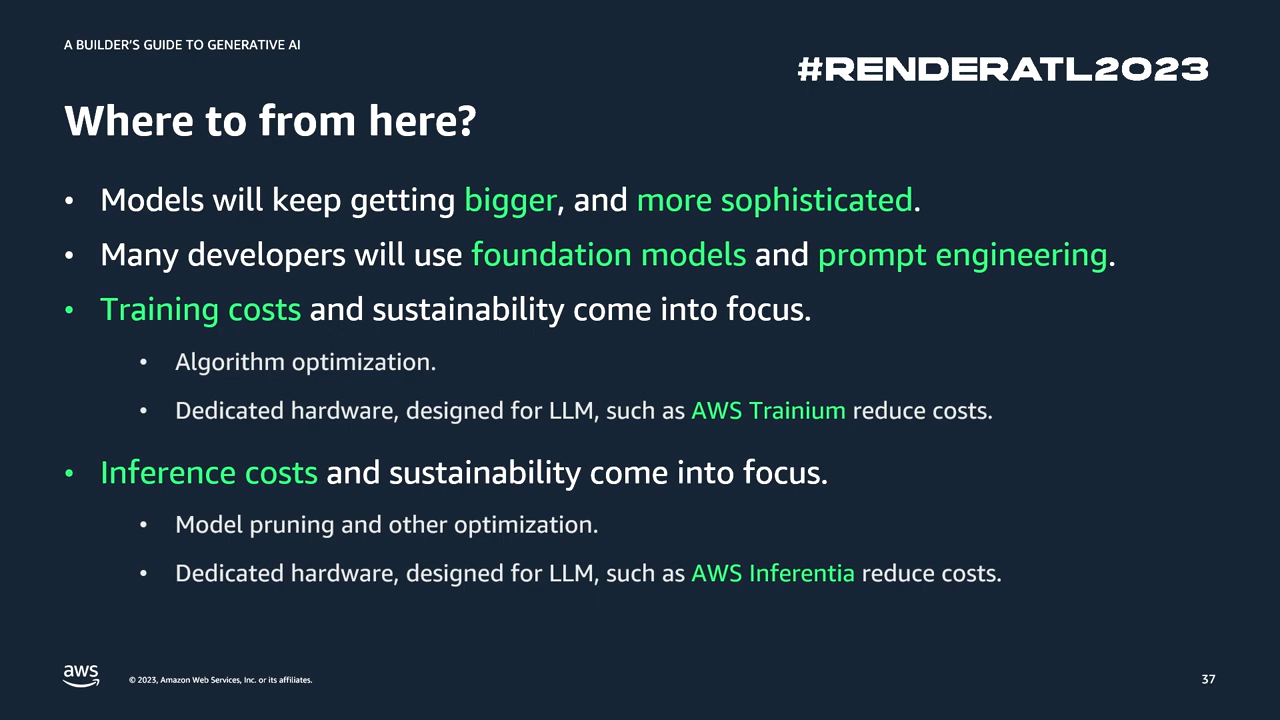 A BUILDER'S GUIDE TO GENERATIVE AI
#RENDERATL2023
Where to from here?
• Models will keep getting bigger, and more sophisticated.
• Many developers will use foundation models and prompt engineering.
• Training costs and sustainability come into focus.
• Algorithm optimization.
• Dedicated hardware, designed for LLM, such as AWS Trainium reduce costs.
• Inference costs and sustainability come into focus.
• Model pruning and other optimization.
• Dedicated hardware, designed for LLM, such as AWS Inferentia reduce costs.
aws
© 2023, Amazon Web Services, Inc. or its affiliates.
37